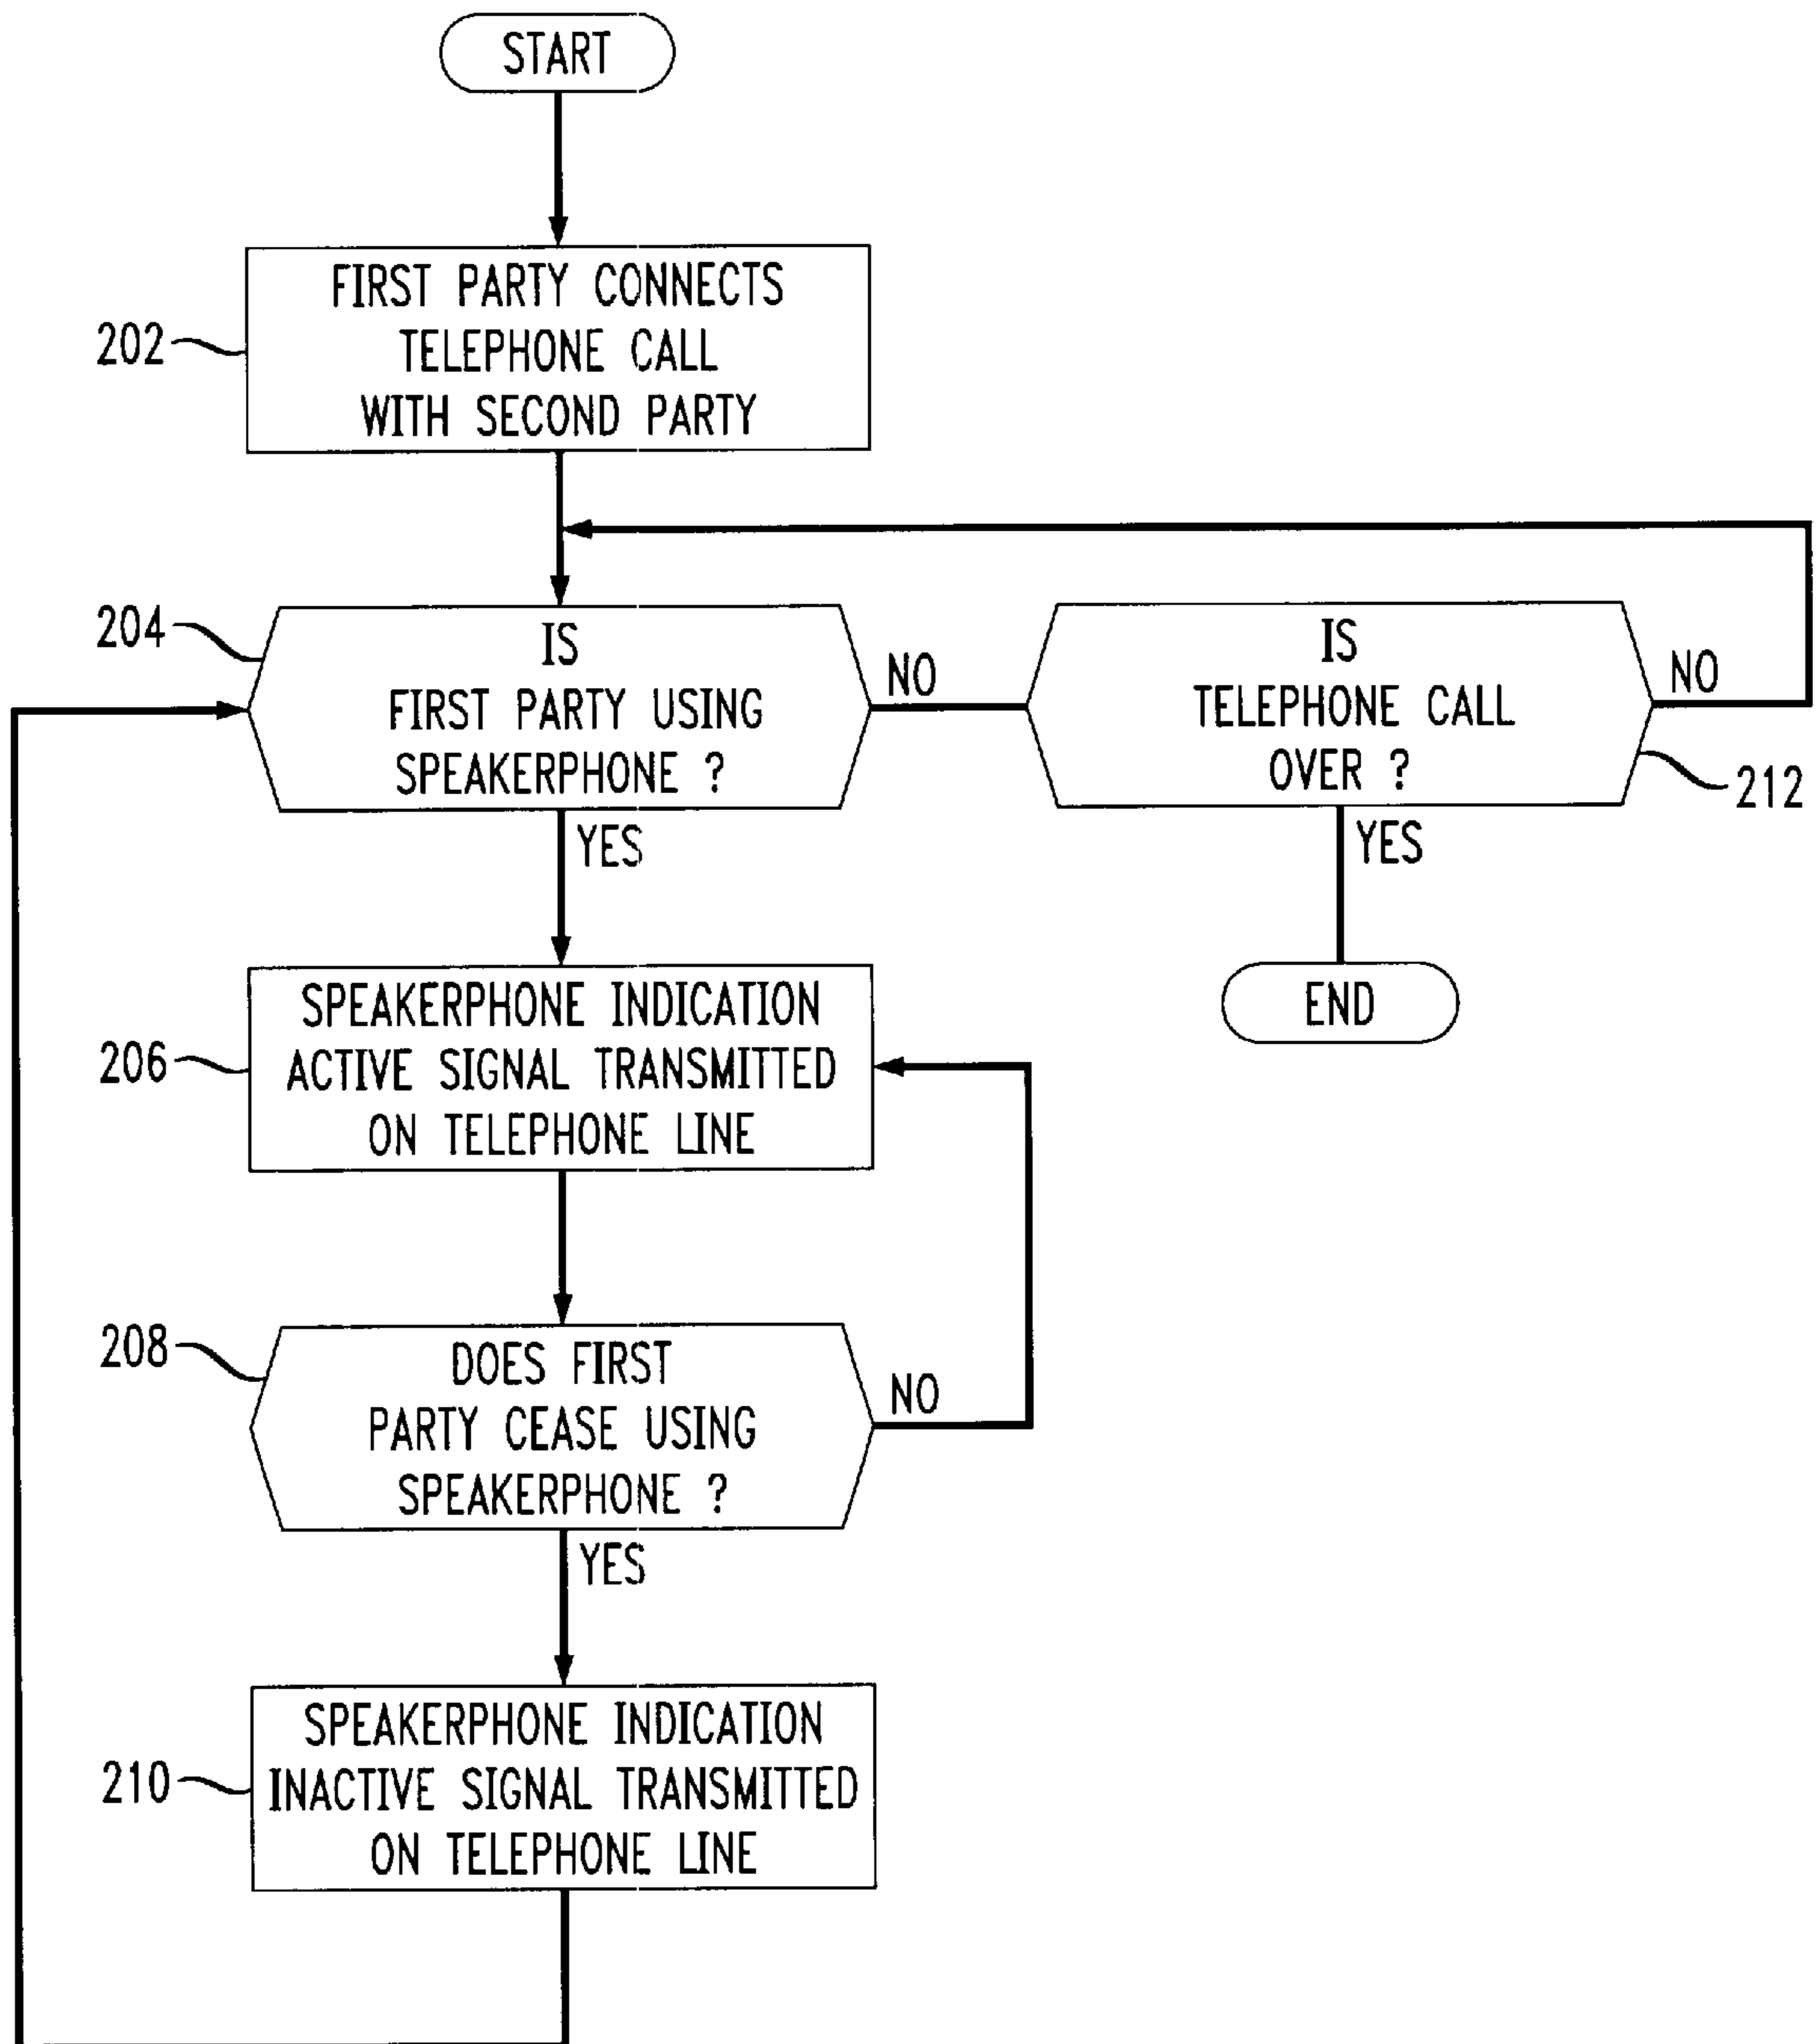 START
202
FIRST PARTY CONNECTS
TELEPHONE CALL
WITH SECOND PARTY
204
IS
FIRST PARTY USING
SPEAKERPHONE ?
NO
IS
TELEPHONE CALL
OVER ?
NO
212
YES
YES
END
206
SPEAKERPHONE INDICATION
ACTIVE SIGNAL TRANSMITTED
ON TELEPHONE LINE
208
DOES FIRST
PARTY CEASE USING
SPEAKERPHONE ?
NO
YES
210
SPEAKERPHONE INDICATION
INACTIVE SIGNAL TRANSMITTED
ON TELEPHONE LINE